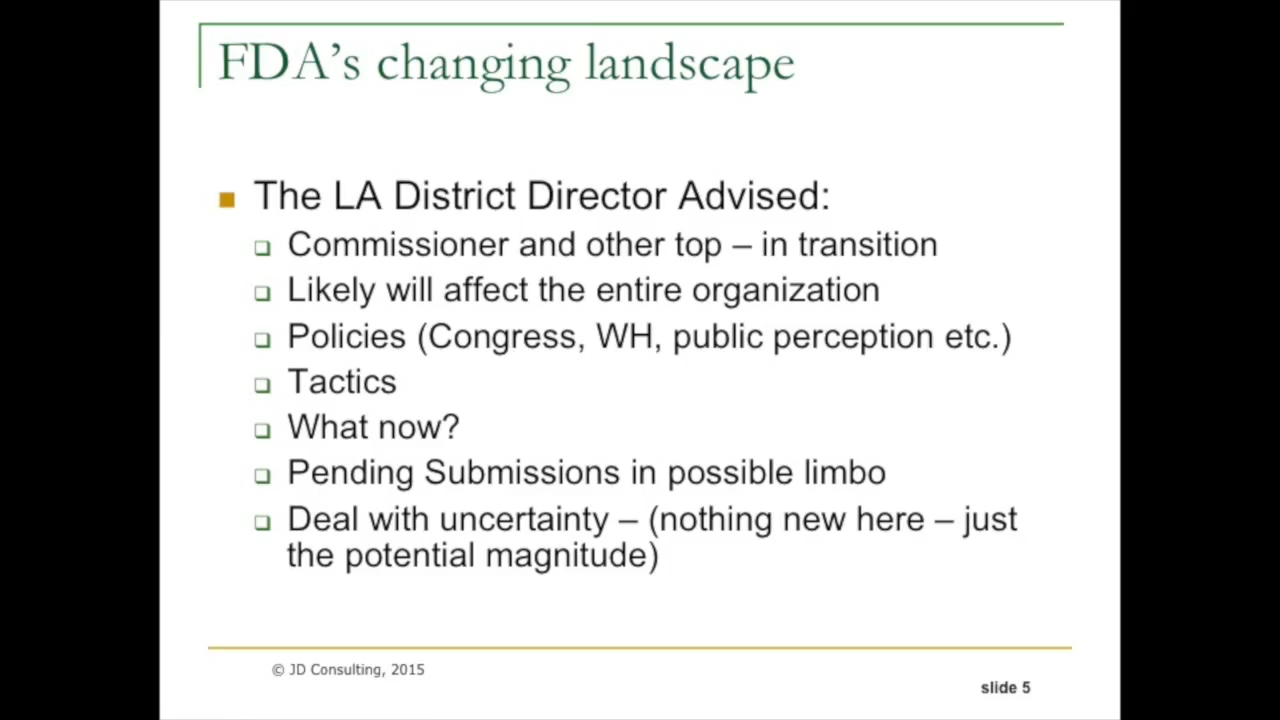 FDA's changing landscape
The LA District Director Advised:
Commissioner and other top – in transition
Likely will affect the entire organization
Policies (Congress, WH, public perception etc.)
Tactics
What now?
Pending Submissions in possible limbo
Deal with uncertainty – (nothing new here – just
the potential magnitude)
© JD Consulting, 2015
slide 5